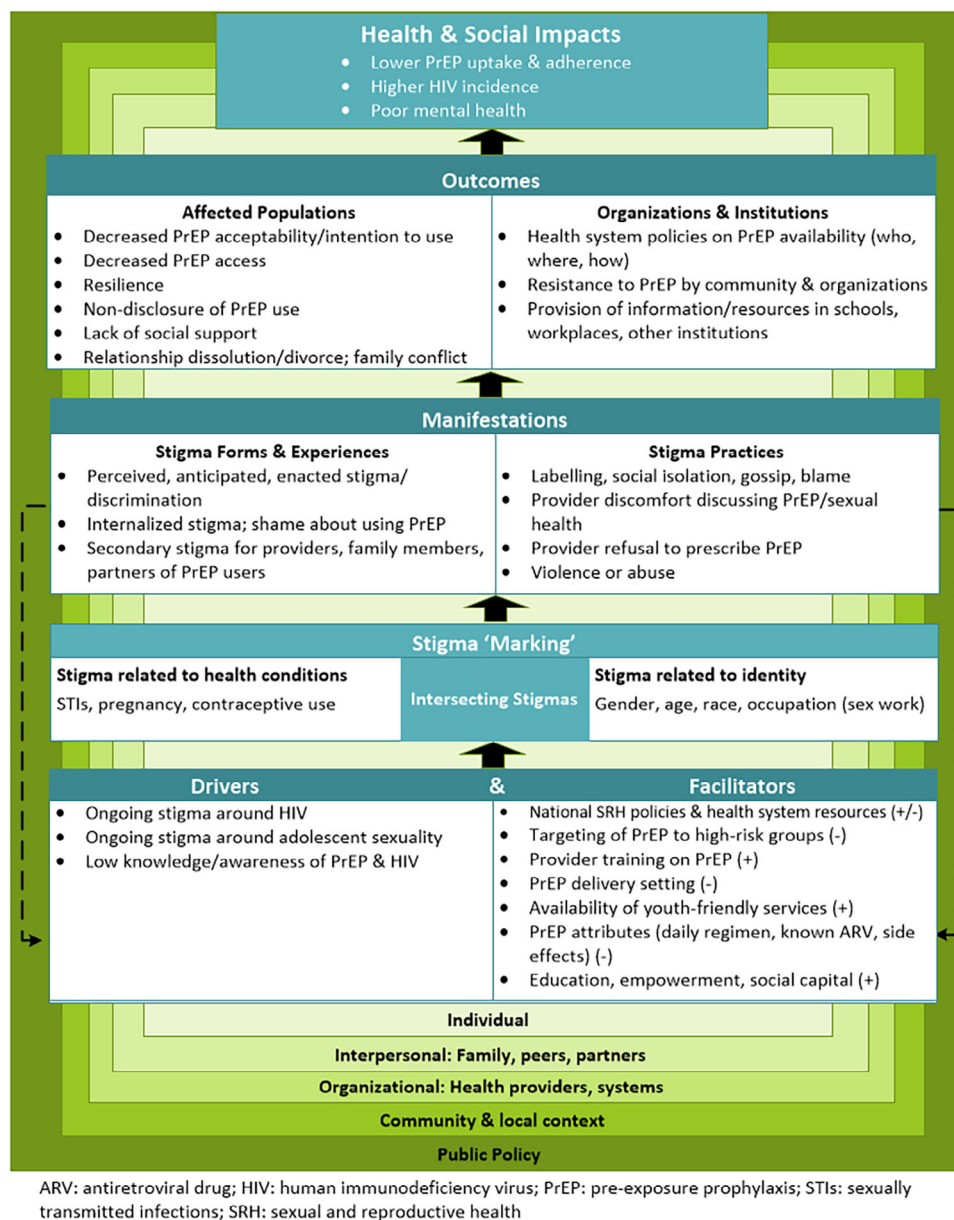 Health & Social Impacts
• Lower PrEP uptake & adherence
• Higher HIV incidence
• Poor mental health
Outcomes
Affected Populations
• Decreased PrEP acceptability/intention to use
• Decreased PrEP access
• Resilience
• Non-disclosure of PrEP use
• Lack of social support
• Relationship dissolution/divorce; family conflict
Organizations & Institutions
• Health system policies on PrEP availability (who,
where, how)
• Resistance to PrEP by community & organizations
• Provision of information/resources in schools,
workplaces, other institutions
Manifestations
Stigma Forms & Experiences
• Perceived, anticipated, enacted stigma/
discrimination
• Internalized stigma; shame about using PrEP
• Secondary stigma for providers, family members,
partners of PrEP users
Stigma Practices
• Labelling, social isolation, gossip, blame
• Provider discomfort discussing PrEP/sexual
health
• Provider refusal to prescribe PrEP
• Violence or abuse
Stigma ‘Marking’
Stigma related to health conditions
STIs, pregnancy, contraceptive use
Intersecting Stigmas
Stigma related to identity
Gender, age, race, occupation (sex work)
Drivers & Facilitators
• Ongoing stigma around HIV
• Ongoing stigma around adolescent sexuality
• Low knowledge/awareness of PrEP & HIV
• National SRH policies & health system resources (+/-)
• Targeting of PrEP to high-risk groups (-)
• Provider training on PrEP (+)
• PrEP delivery setting (-)
• Availability of youth-friendly services (+)
• PrEP attributes (daily regimen, known ARV, side
effects) (-)
• Education, empowerment, social capital (+)
Individual
Interpersonal: Family, peers, partners
Organizational: Health providers, systems
Community & local context
Public Policy
ARV: antiretroviral drug; HIV: human immunodeficiency virus; PrEP: pre-exposure prophylaxis; STIs: sexually
transmitted infections; SRH: sexual and reproductive health